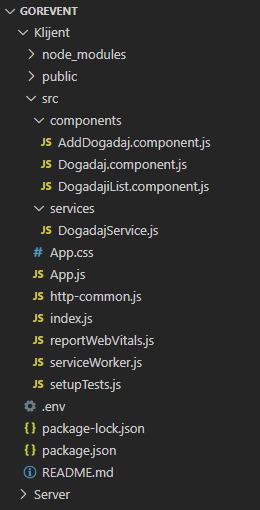 GOREVENT
Klijent
node_modules
public
src
components
JS AddDogadaj.component.js
JS Dogadaj.component.js
JS DogadajiList.component.js
services
JS DogadajService.js
# App.css
JS App.js
JS http-common.js
JS index.js
JS reportWebVitals.js
JS serviceWorker.js
JS setupTests.js
.env
{} package-lock.json
{} package.json
README.md
Server